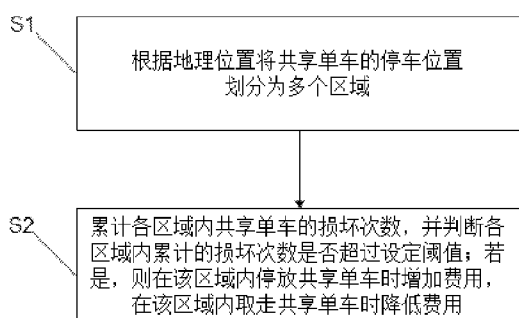 S1
根据地理位置将共享单车的停车位置
划分为多个区域
S2
累计各区域内共享单车的损坏次数，并判断各
区域内累计的损坏次数是否超过设定阈值；若
是，则在该区域内停放共享单车时增加费用，
在该区域内取走共享单车时降低费用